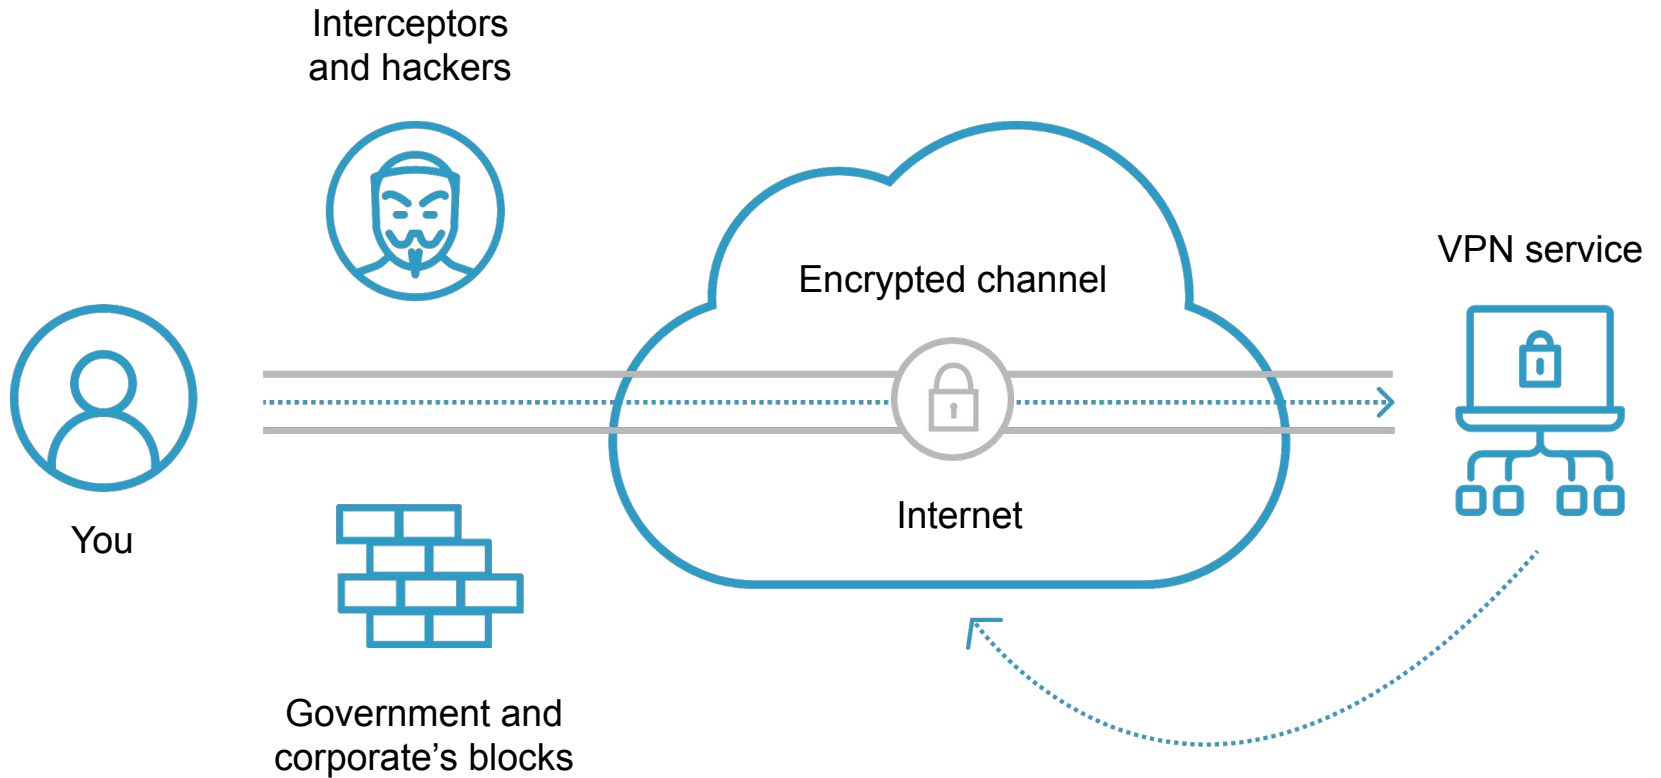 Interceptors
and hackers
VPN service
Encrypted channel
Internet
You
Government and
corporate’s blocks